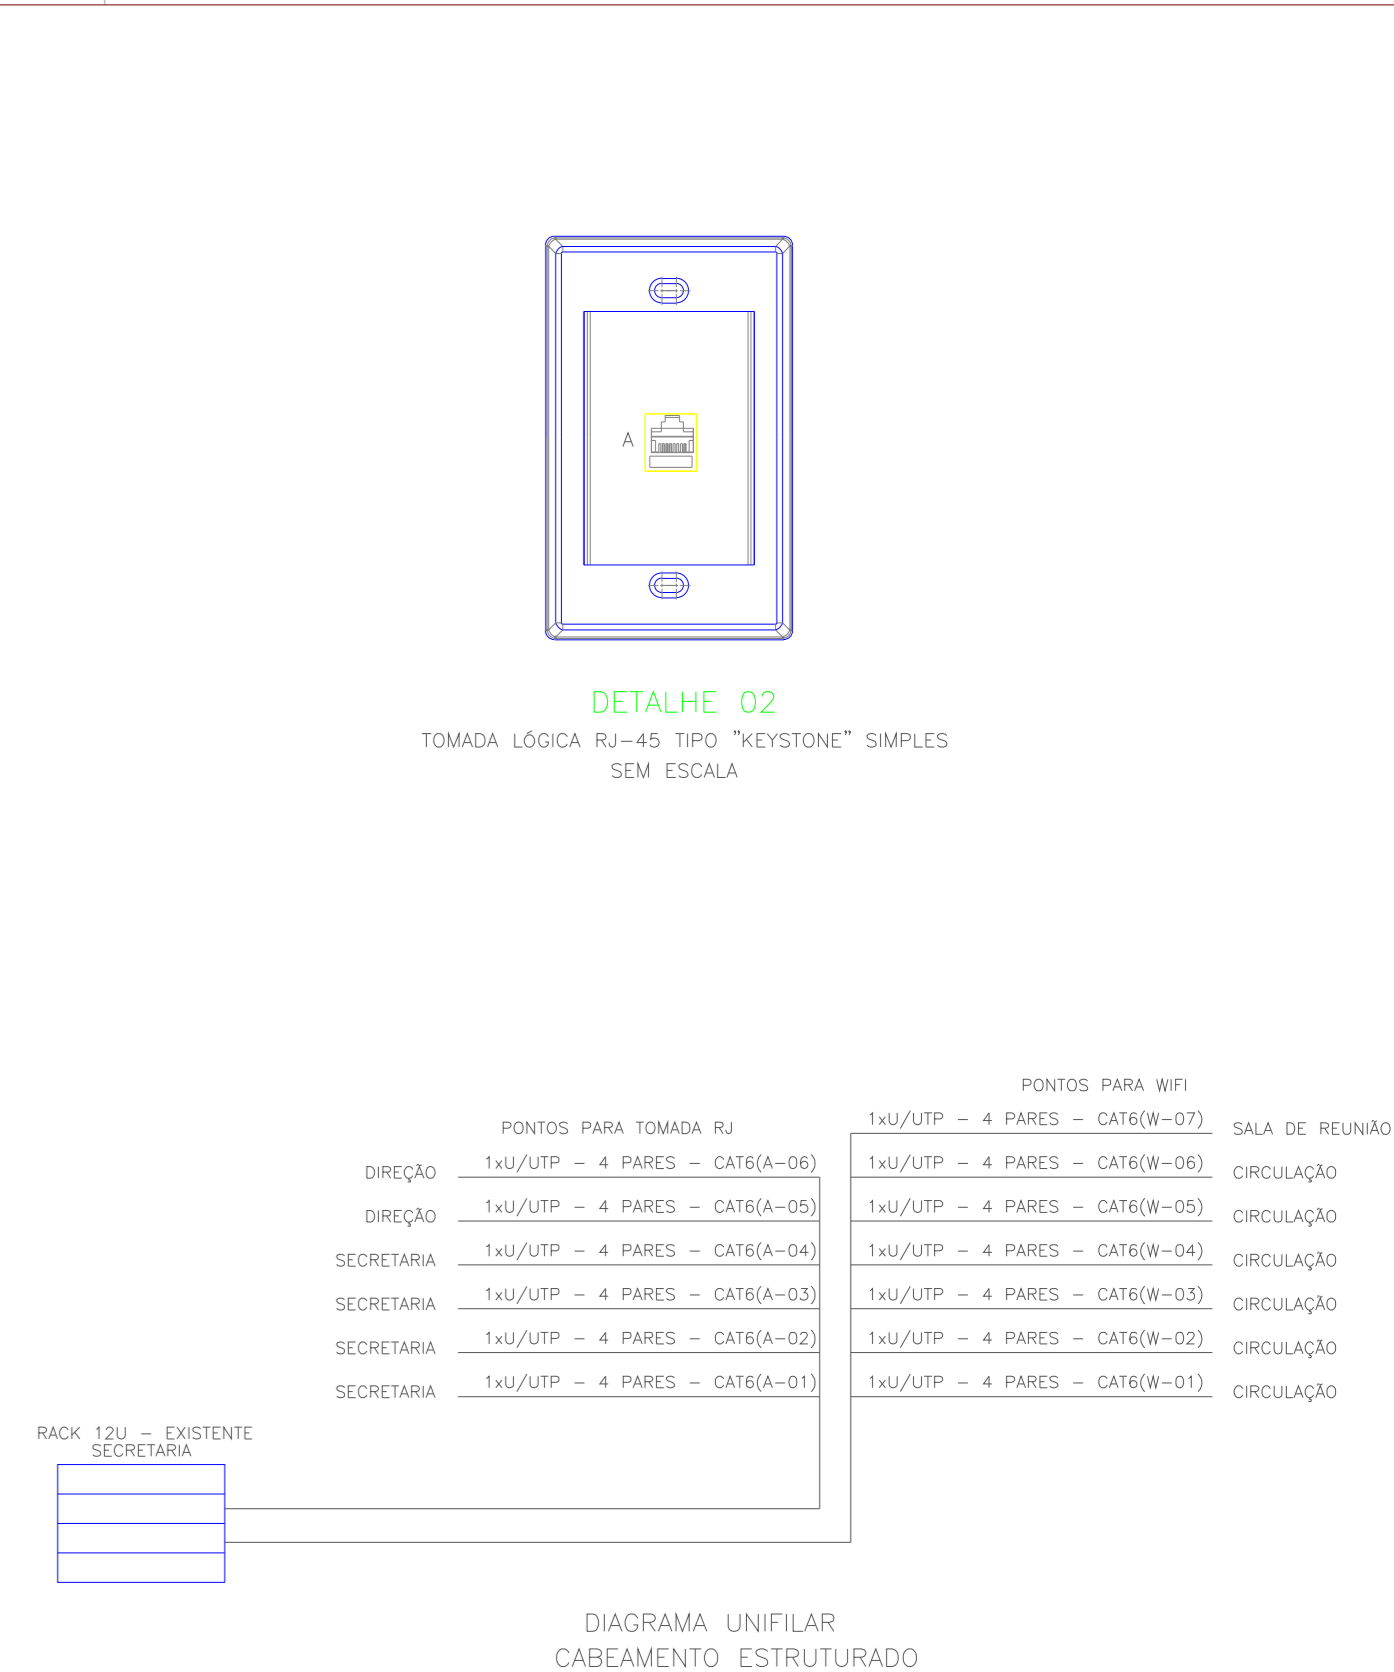 A
DETALHE 02
TOMADA LÓGICA RJ-45 TIPO "KEYSTONE" SIMPLES
SEM ESCALA
PONTOS PARA TOMADA RJ
DIREÇÃO 1xU/UTP - 4 PARES - CAT6(A-06)
DIREÇÃO 1xU/UTP - 4 PARES - CAT6(A-05)
SECRETARIA 1xU/UTP - 4 PARES - CAT6(A-04)
SECRETARIA 1xU/UTP - 4 PARES - CAT6(A-03)
SECRETARIA 1xU/UTP - 4 PARES - CAT6(A-02)
SECRETARIA 1xU/UTP - 4 PARES - CAT6(A-01)
PONTOS PARA WIFI
1xU/UTP - 4 PARES - CAT6(W-07) SALA DE REUNIÃO
1xU/UTP - 4 PARES - CAT6(W-06) CIRCULAÇÃO
1xU/UTP - 4 PARES - CAT6(W-05) CIRCULAÇÃO
1xU/UTP - 4 PARES - CAT6(W-04) CIRCULAÇÃO
1xU/UTP - 4 PARES - CAT6(W-03) CIRCULAÇÃO
1xU/UTP - 4 PARES - CAT6(W-02) CIRCULAÇÃO
1xU/UTP - 4 PARES - CAT6(W-01) CIRCULAÇÃO
RACK 12U - EXISTENTE
SECRETARIA
DIAGRAMA UNIFILAR
CABEAMENTO ESTRUTURADO